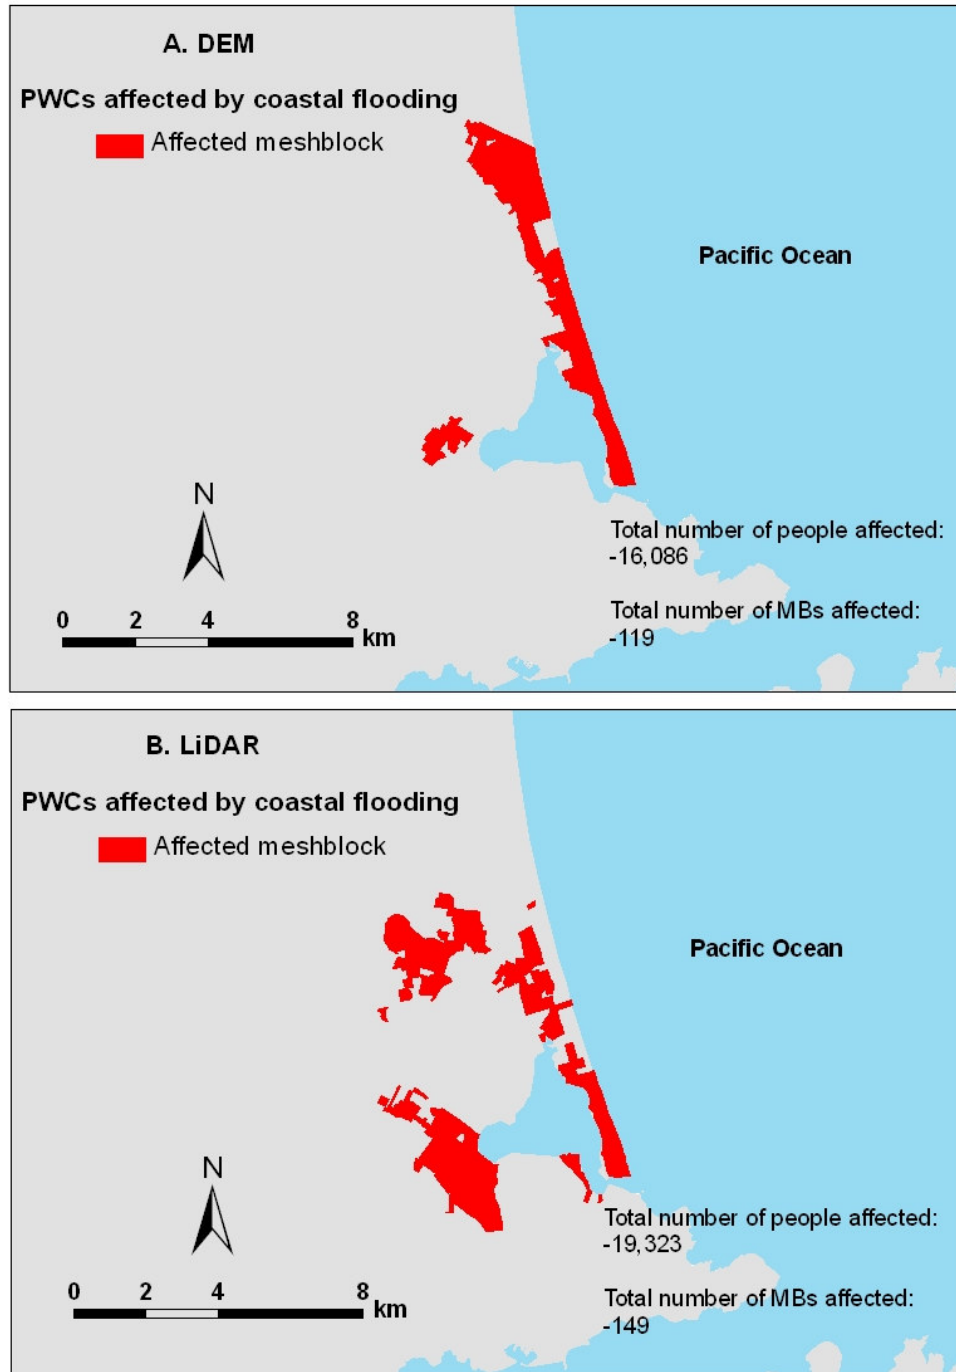 A. DEM
PWCs affected by coastal flooding
Affected meshblock
Pacific Ocean
N
0 2 4 8
km
Total number of people affected:
-16,086
Total number of MBs affected:
-119
B. LiDAR
PWCs affected by coastal flooding
Affected meshblock
Pacific Ocean
N
0 2 4 8
km
Total number of people affected:
-19,323
Total number of MBs affected:
-149